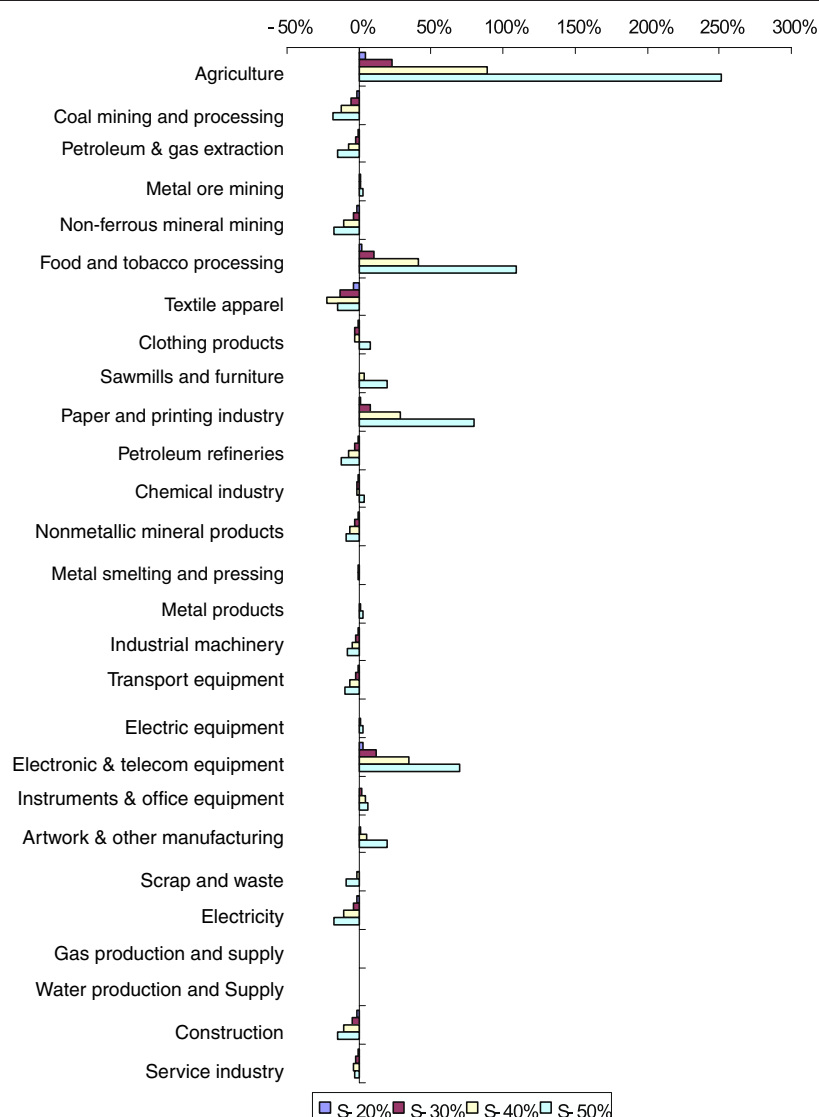 -50% 0% 50% 100% 150% 200% 250% 300%
Agriculture
Coal mining and processing
Petroleum & gas extraction
Metal ore mining
Non-ferrous mineral mining
Food and tobacco processing
Textile apparel
Clothing products
Sawmills and furniture
Paper and printing industry
Petroleum refineries
Chemical industry
Nonmetallic mineral products
Metal smelting and pressing
Metal products
Industrial machinery
Transport equipment
Electric equipment
Electronic & telecom equipment
Instruments & office equipment
Artwork & other manufacturing
Scrap and waste
Electricity
Gas production and supply
Water production and Supply
Construction
Service industry
S-20% S-30% S-40% S-50%